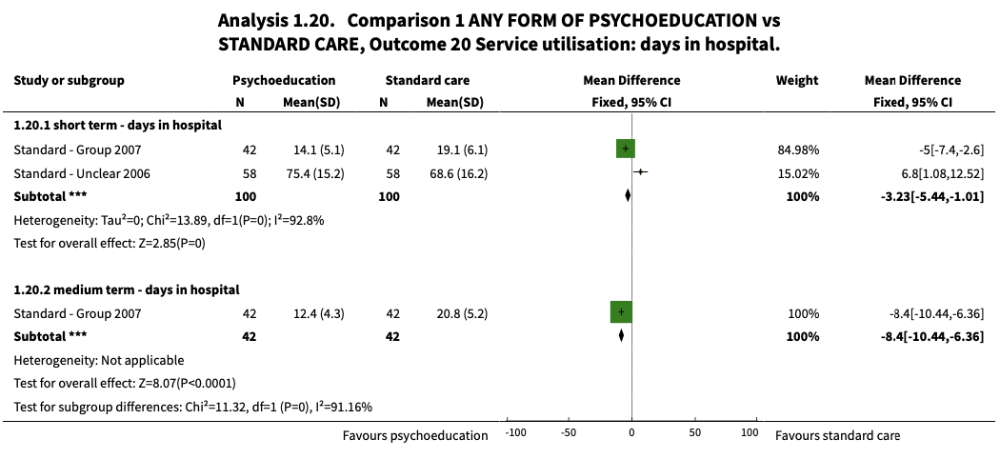 Analysis 1.20. Comparison 1 ANY FORM OF PSYCHOEDUCATION vs
STANDARD CARE, Outcome 20 Service utilisation: days in hospital.
Study or subgroup Psychoeducation Standard care Mean Difference Weight Mean Difference
N Mean(SD) N Mean(SD) Fixed, 95% CI Fixed, 95% CI
1.20.1 short term - days in hospital
Standard - Group 2007 42 14.1 (5.1) 42 19.1 (6.1) 84.98% -5[-7.4,-2.6]
Standard - Unclear 2006 58 75.4 (15.2) 58 68.6 (16.2) 15.02% 6.8[1.08,12.52]
Subtotal *** 100 100 100% -3.23[-5.44,-1.01]
Heterogeneity: Tau²=0; Chi²=13.89, df=1(P=0); I²=92.8%
Test for overall effect: Z=2.85(P=0)
1.20.2 medium term - days in hospital
Standard - Group 2007 42 12.4 (4.3) 42 20.8 (5.2) 100% -8.4[-10.44,-6.36]
Subtotal *** 42 42 100% -8.4[-10.44,-6.36]
Heterogeneity: Not applicable
Test for overall effect: Z=8.07(P<0.0001)
Test for subgroup differences: Chi²=11.32, df=1 (P=0), I²=91.16%
Favours psychoeducation -100 -50 0 50 100 Favours standard care